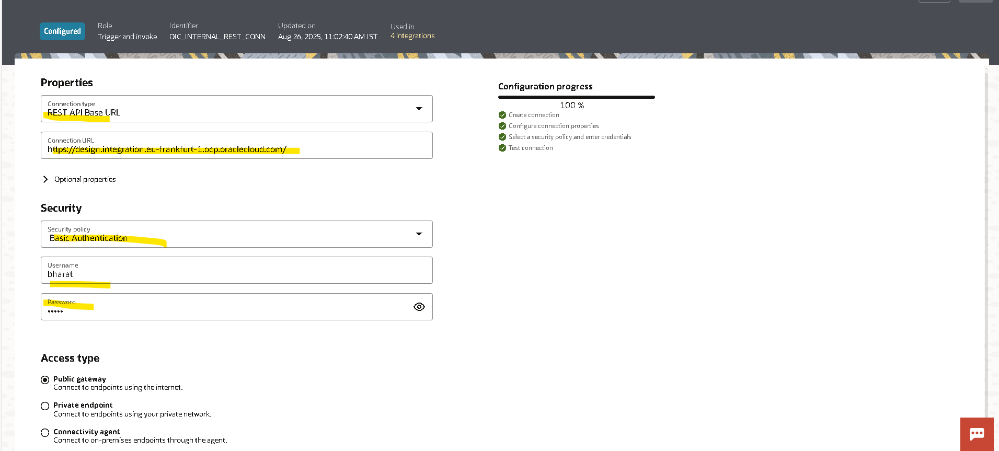 Configured
Role
Trigger and invoke
Identifier
OIC_INTERNAL_REST_CONN
Updated on
Aug 26, 2025, 11:02:40 AM IST
Used in
4 integrations
Properties
Connection type
REST API Base URL
Connection URL
https://design.integration.eu-frankfurt-1.ocp.oraclecloud.com/
Optional properties
Security
Security policy
Basic Authentication
Username
bharat
Password
•••••
Access type
Public gateway
Connect to endpoints using the internet.
Private endpoint
Connect to endpoints using your private network.
Connectivity agent
Connect to on-premises endpoints through the agent.
Configuration progress
100 %
Create connection
Configure connection properties
Select a security policy and enter credentials
Test connection